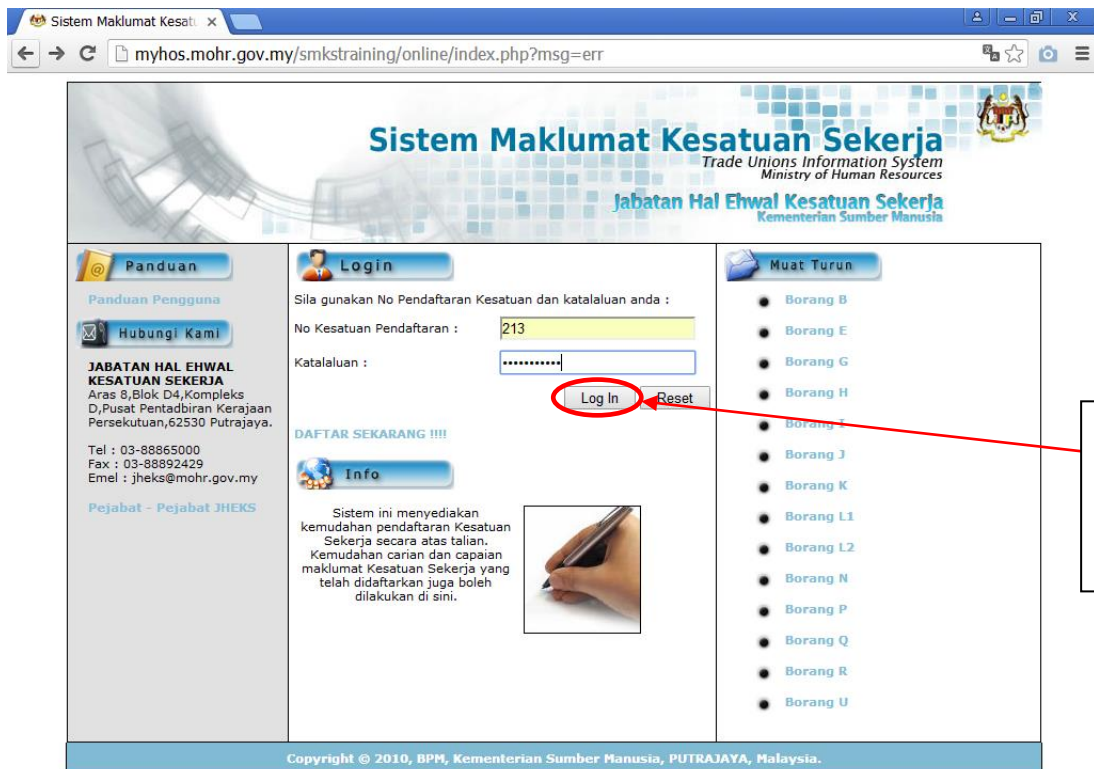 Sistem Maklumat Kesatu
myhos.mohr.gov.my/smkstraining/online/index.php?msg=err
Sistem Maklumat Kesatuan Sekerja
Trade Unions Information System
Ministry of Human Resources
Jabatan Hal Ehwal Kesatuan Sekerja
Kementerian Sumber Manusia
Panduan
Panduan Pengguna
Hubungi Kami
JABATAN HAL EHWAL
KESATUAN SEKERJA
Aras 8,Blok D4,Kompleks
D,Pusat Pentadbiran Kerajaan
Persekutuan,62530 Putrajaya.
Tel : 03-88865000
Fax : 03-88892429
Emel : jheks@mohr.gov.my
Pejabat - Pejabat JHEKS
Login
Sila gunakan No Pendaftaran Kesatuan dan katalaluan anda :
No Kesatuan Pendaftaran : 213
Katalaluan : •••••••••••
Log In Reset
DAFTAR SEKARANG !!!!
Info
Sistem ini menyediakan
kemudahan pendaftaran Kesatuan
Sekerja secara atas talian.
Kemudahan carian dan capaian
maklumat Kesatuan Sekerja yang
telah didaftarkan juga boleh
dilakukan di sini.
Muat Turun
Borang B
Borang E
Borang G
Borang H
Borang I
Borang J
Borang K
Borang L1
Borang L2
Borang N
Borang P
Borang Q
Borang R
Borang U
Copyright © 2010, BPM, Kementerian Sumber Manusia, PUTRAJAYA, Malaysia.